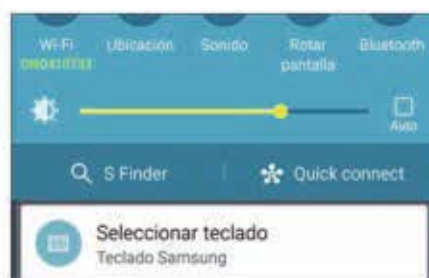 Wi-Fi Ubicación Sonido Rotar pantalla Bluetooth
Auto
S Finder Quick connect
Seleccionar teclado
Teclado Samsung